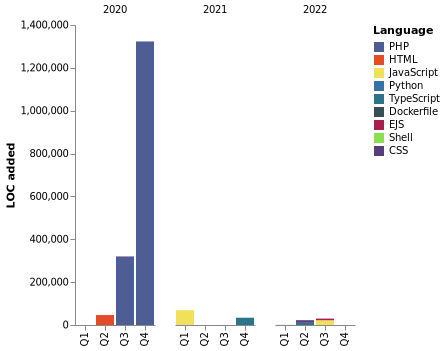 2020 2021 2022
1,400,000
1,200,000
1,000,000
800,000
600,000
400,000
200,000
0
LOC added
Q1 Q2 Q3 Q4 Q1 Q2 Q3 Q4 Q1 Q2 Q3 Q4
Language
PHP
HTML
JavaScript
Python
TypeScript
Dockerfile
EJS
Shell
CSS